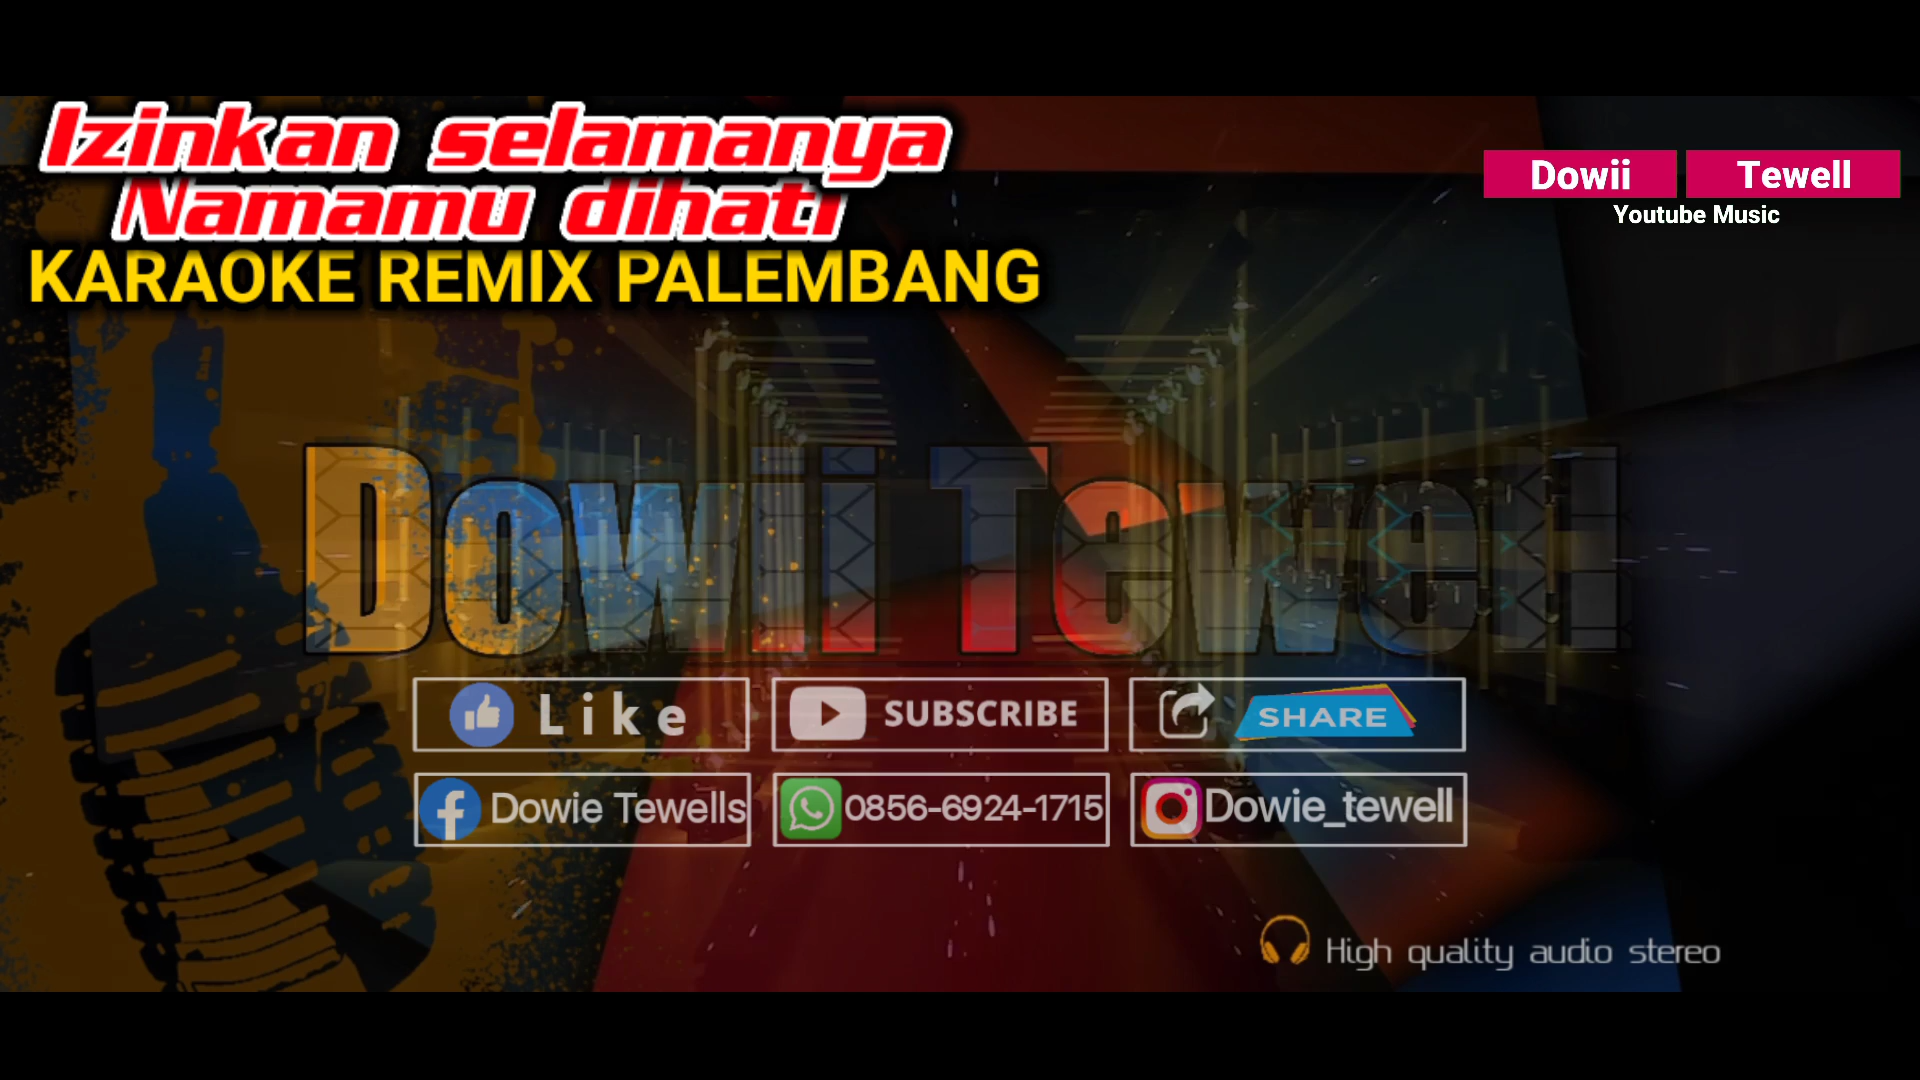 Izinkan selamanya
Namamu dihati
KARAOKE REMIX PALEMBANG
Dowii Tewell
Youtube Music
Dowii Tewell
Like SUBSCRIBE SHARE
Dowie Tewells 0856-6924-1715 Dowie_tewell
High quality audio stereo